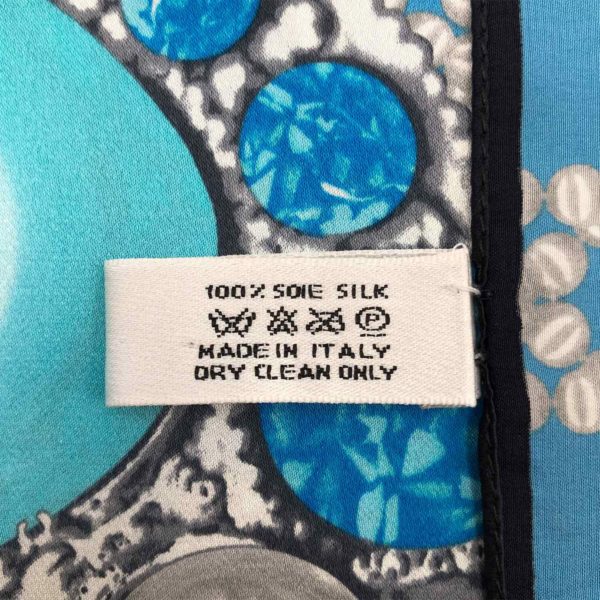 100% SOIE SILK
P
MADE IN ITALY
DRY CLEAN ONLY